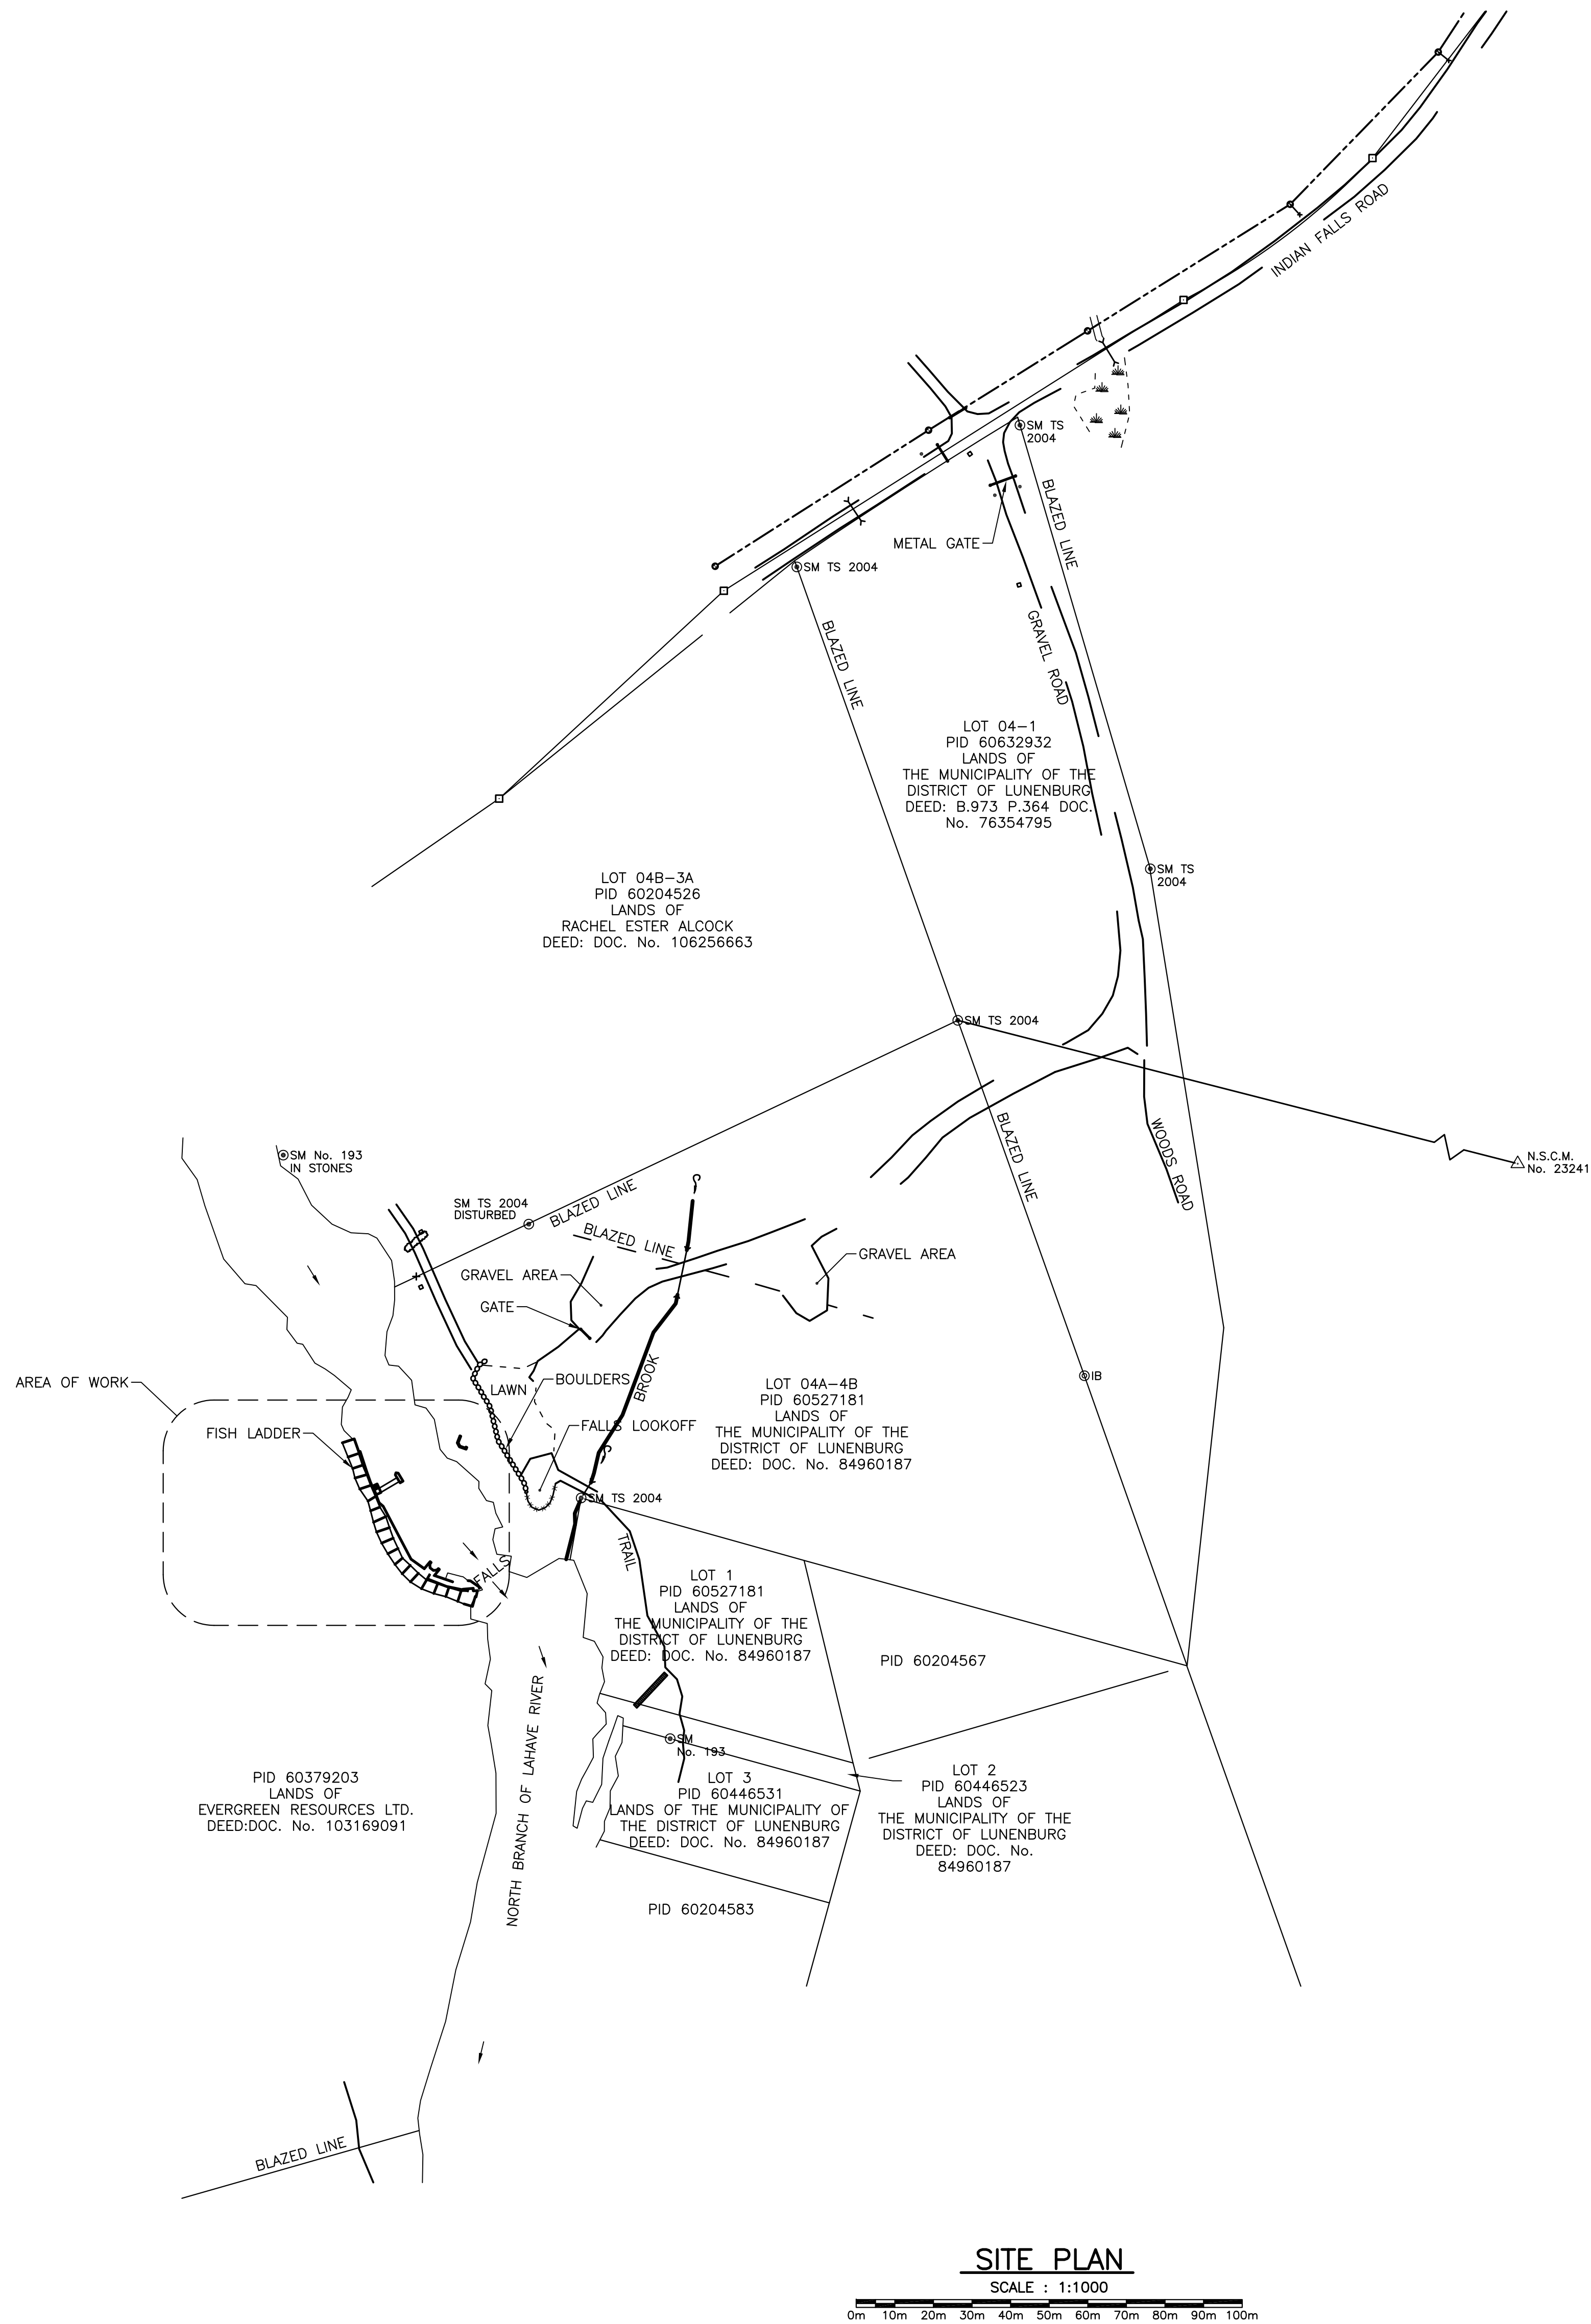 INDIAN FALLS ROAD
SM TS
2004
BLAZED LINE
METAL GATE
SM TS 2004
BLAZED LINE
GRAVEL ROAD
LOT 04-1
PID 60632932
LANDS OF
THE MUNICIPALITY OF THE
DISTRICT OF LUNENBURG
DEED: B.973 P.364 DOC.
No. 76354795
SM TS
2004
LOT 04B-3A
PID 60204526
LANDS OF
RACHEL ESTER ALCOCK
DEED: DOC. No. 106256663
SM TS 2004
BLAZED LINE
WOODS ROAD
N.S.C.M.
No. 23241
SM No. 193
IN STONES
SM TS 2004
DISTURBED
BLAZED LINE
BLAZED LINE
GRAVEL AREA
GRAVEL AREA
GATE
BROOK
IB
AREA OF WORK
LAWN
BOULDERS
FALLS LOOKOFF
FISH LADDER
LOT 04A-4B
PID 60527181
LANDS OF
THE MUNICIPALITY OF THE
DISTRICT OF LUNENBURG
DEED: DOC. No. 84960187
SM TS 2004
TRAIL
FALLS
LOT 1
PID 60527181
LANDS OF
THE MUNICIPALITY OF THE
DISTRICT OF LUNENBURG
DEED: DOC. No. 84960187
PID 60204567
NORTH BRANCH OF LAHAVE RIVER
SM
No. 193
PID 60379203
LANDS OF
EVERGREEN RESOURCES LTD.
DEED:DOC. No. 103169091
LOT 3
PID 60446531
LANDS OF THE MUNICIPALITY OF
THE DISTRICT OF LUNENBURG
DEED: DOC. No. 84960187
LOT 2
PID 60446523
LANDS OF
THE MUNICIPALITY OF THE
DISTRICT OF LUNENBURG
DEED: DOC. No.
84960187
PID 60204583
BLAZED LINE
SITE PLAN
SCALE : 1:1000
0m 10m 20m 30m 40m 50m 60m 70m 80m 90m 100m